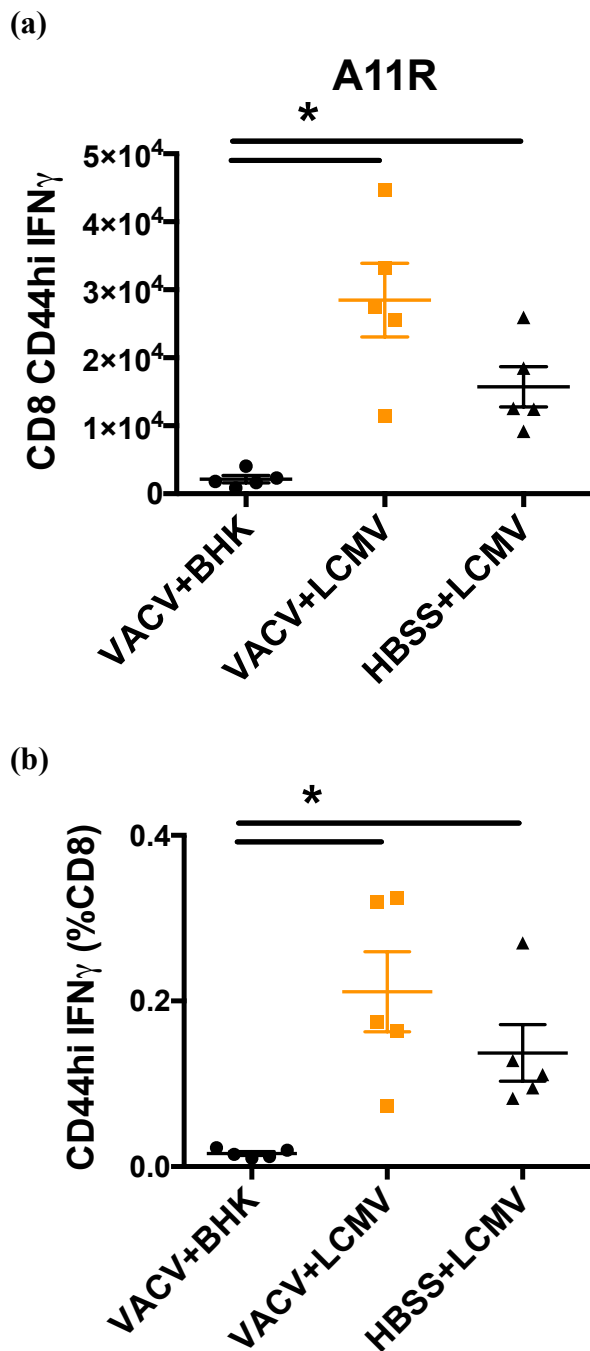 (a)
A11R
*
CD8 CD44hi IFNγ
5×10⁴
4×10⁴
3×10⁴
2×10⁴
1×10⁴
0
VACV+BHK
VACV+LCMV
HBSS+LCMV
(b)
*
CD44hi IFNγ (%CD8)
0.4
0.2
0.0
VACV+BHK
VACV+LCMV
HBSS+LCMV